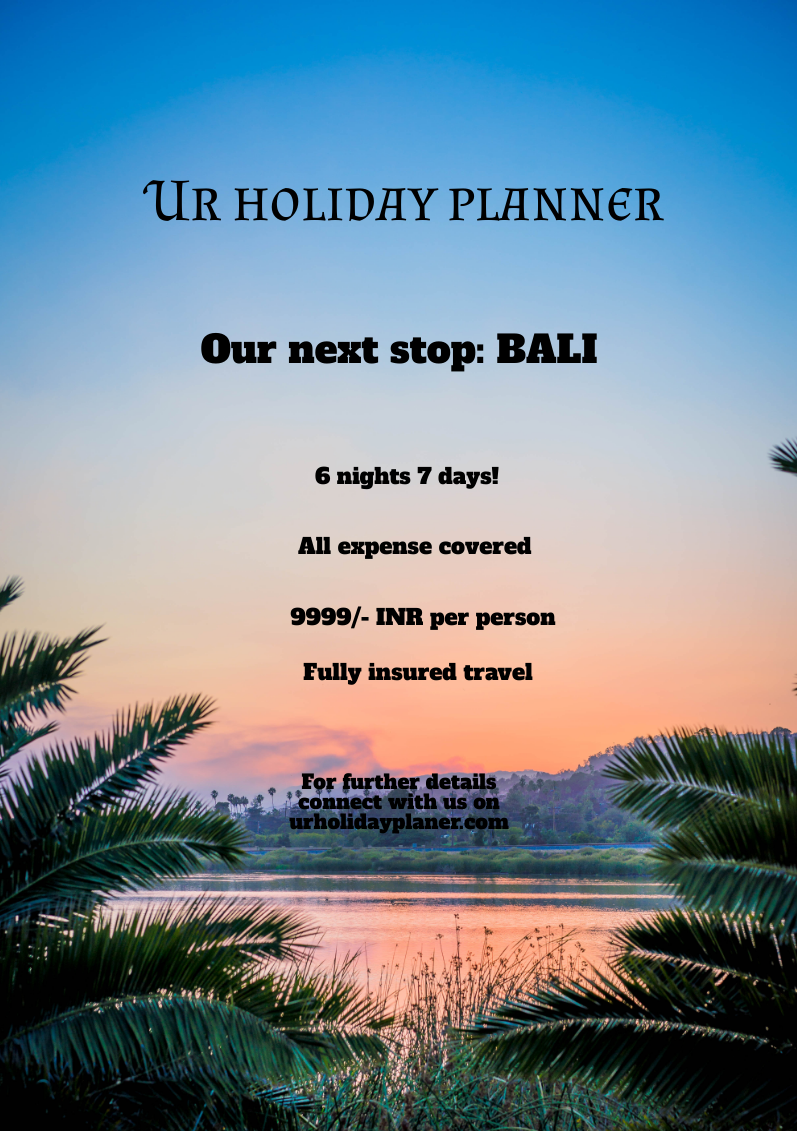 Ur holiday planner
Our next stop: BALI
6 nights 7 days!
All expense covered
9999/- INR per person
Fully insured travel
For further details
connect with us on
urholidayplaner.com